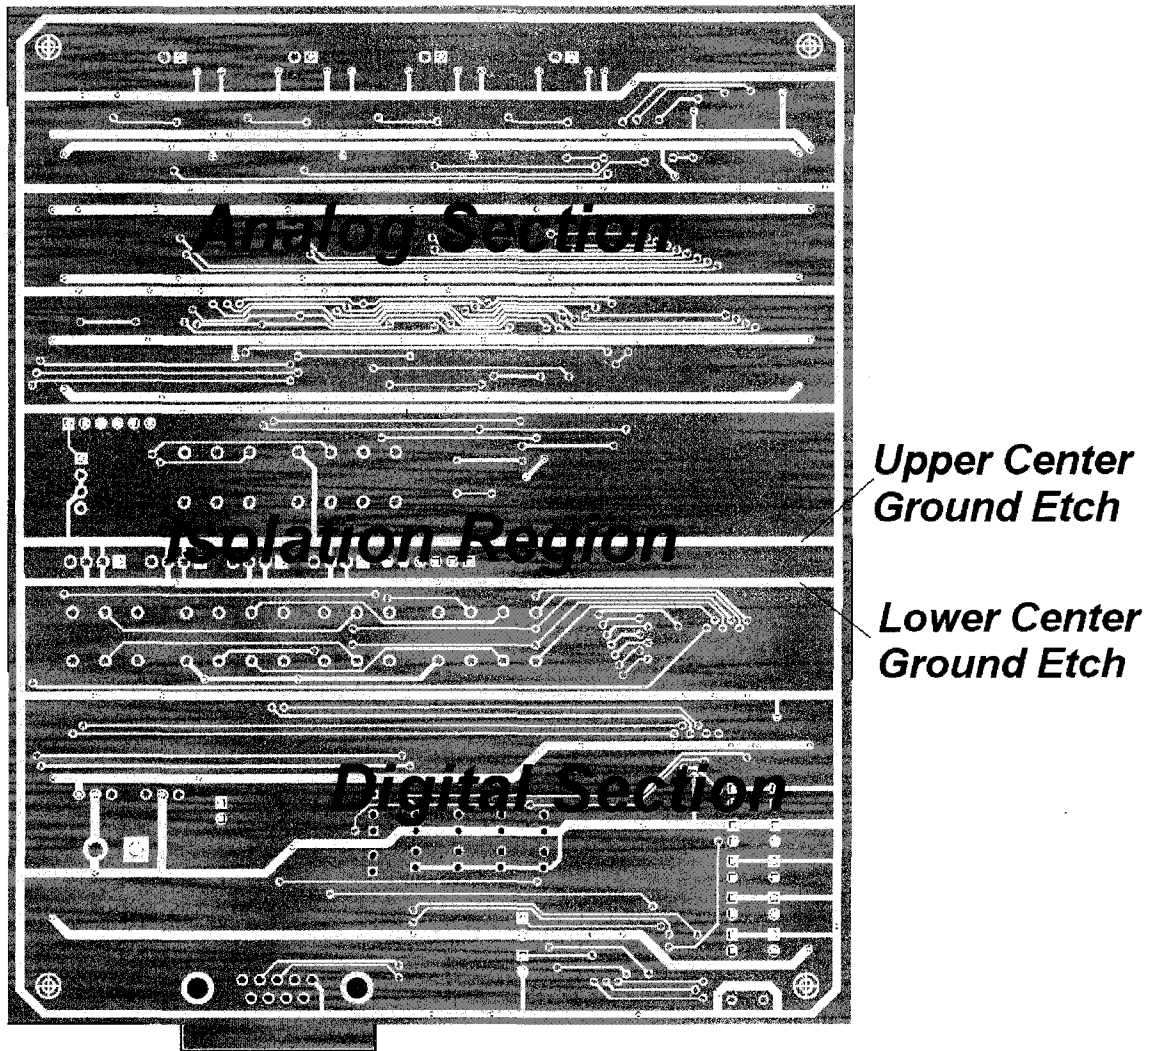 Analog Section
Upper Center
Ground Etch
Isolation Region
Lower Center
Ground Etch
Digital Section